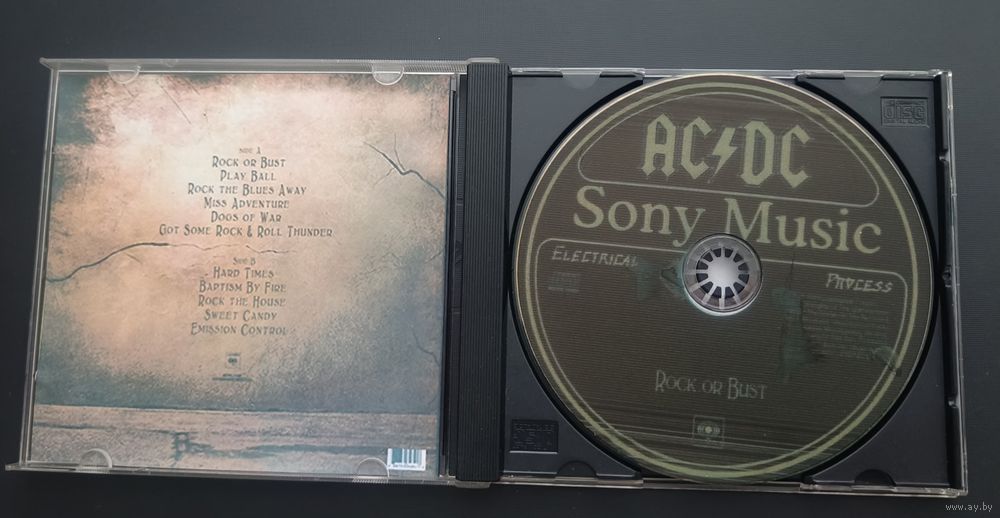 SIDE A
ROCK OR BUST
PLAY BALL
ROCK THE BLUES AWAY
MISS ADVENTURE
DOGS OF WAR
GOT SOME ROCK & ROLL THUNDER
SIDE B
HARD TIMES
BAPTISM BY FIRE
ROCK THE HOUSE
SWEET CANDY
EMISSION CONTROL
AC⚡DC
Sony Music
ELECTRICAL
PROCESS
ROCK OR BUST
DISC
www.ay.by